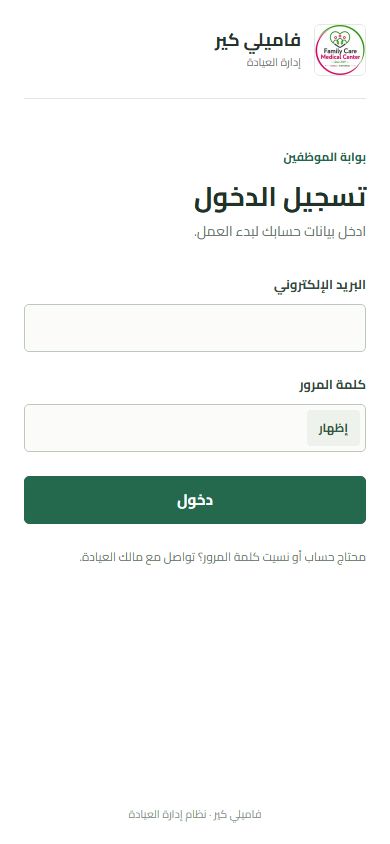 فاميلي كير
إدارة العيادة
Family Care
Medical Center
بوابة الموظفين
تسجيل الدخول
ادخل بيانات حسابك لبدء العمل.
البريد الإلكتروني
كلمة المرور
إظهار
دخول
محتاج حساب أو نسيت كلمة المرور؟ تواصل مع مالك العيادة.
فاميلي كير · نظام إدارة العيادة